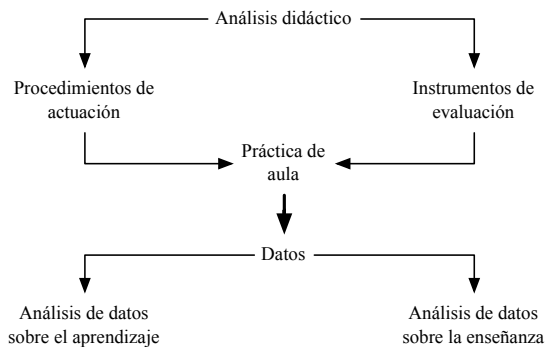 Análisis didáctico
Procedimientos de
actuación
Instrumentos de
evaluación
Práctica de
aula
Datos
Análisis de datos
sobre el aprendizaje
Análisis de datos
sobre la enseñanza